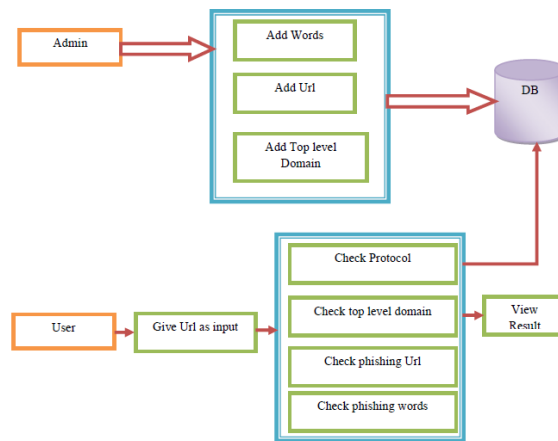 Admin
Add Words
Add Url
Add Top level
Domain
DB
User
Give Url as input
Check Protocol
Check top level domain
Check phishing Url
Check phishing words
View
Result